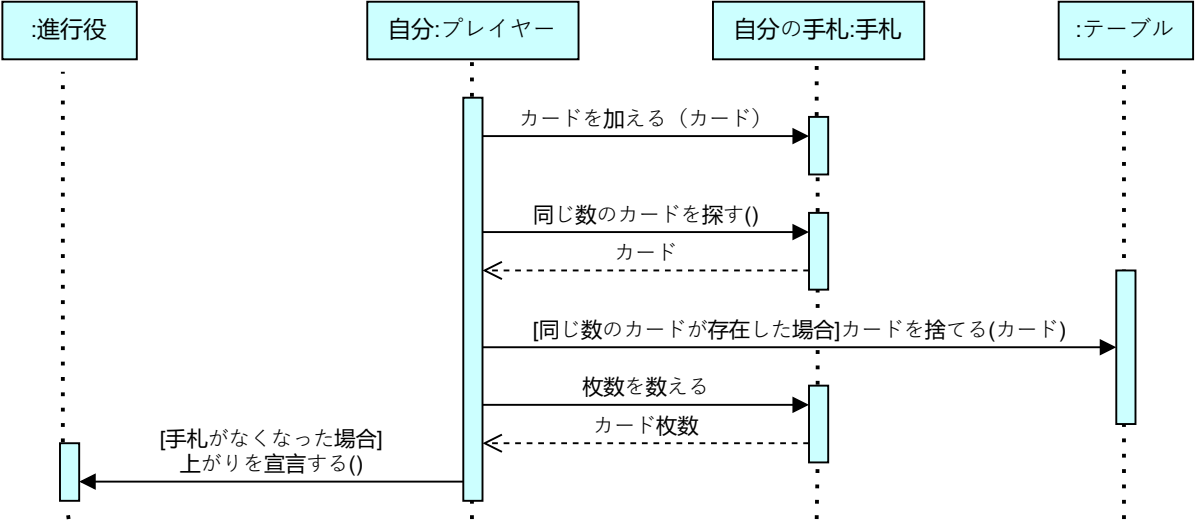 :進行役
自分:プレイヤー
自分の手札:手札
:テーブル
カードを加える（カード）
同じ数のカードを探す()
カード
[同じ数のカードが存在した場合]カードを捨てる(カード)
枚数を数える
カード枚数
[手札がなくなった場合]
上がりを宣言する()